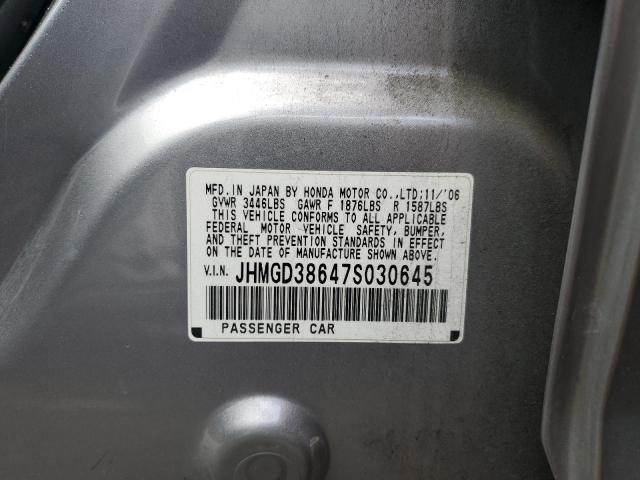 MFD.IN JAPAN BY HONDA MOTOR CO.,LTD;11/'06
GVWR 3446LBS GAWR F 1876LBS R 1587LBS
THIS VEHICLE CONFORMS TO ALL APPLICABLE
FEDERAL MOTOR VEHICLE SAFETY, BUMPER,
AND THEFT PREVENTION STANDARDS IN EFFECT
ON THE DATE OF MANUFACTURE SHOWN ABOVE.
V.I.N. JHMGD38647S030645
PASSENGER CAR